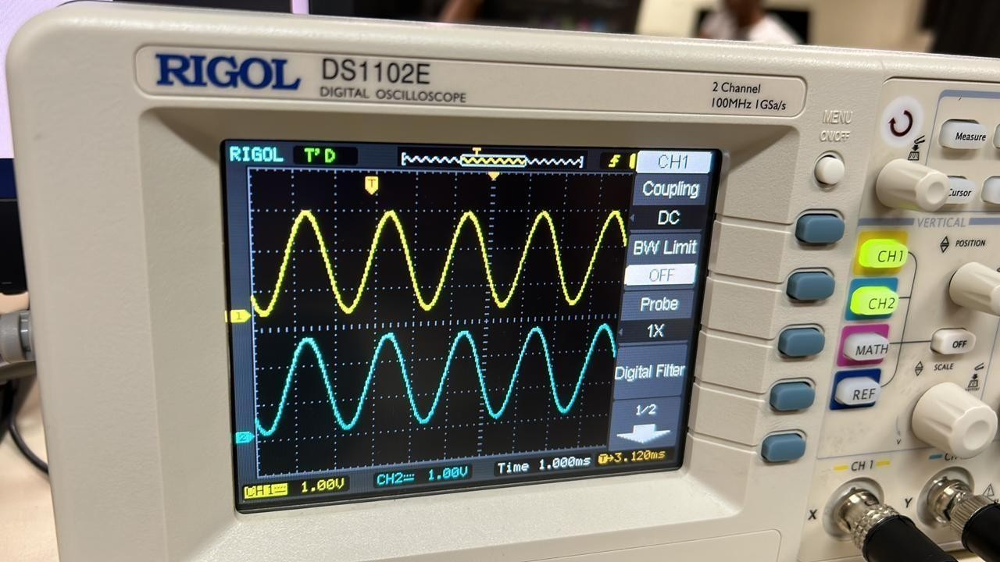 RIGOL DS1102E
DIGITAL OSCILLOSCOPE
2 Channel
100MHz 1GSa/s
MENU
ON/OFF
Measure
Cursor
RIGOL T'D
T
CH1
Coupling
DC
BW Limit
OFF
Probe
1X
Digital Filter
1/2
T
1
2
CH1 1.00V CH2 1.00V Time 1.000ms T→3.120ms
VERTICAL
POSITION
CH1
CH2
MATH
OFF
SCALE
REF
CH 1
X
Y